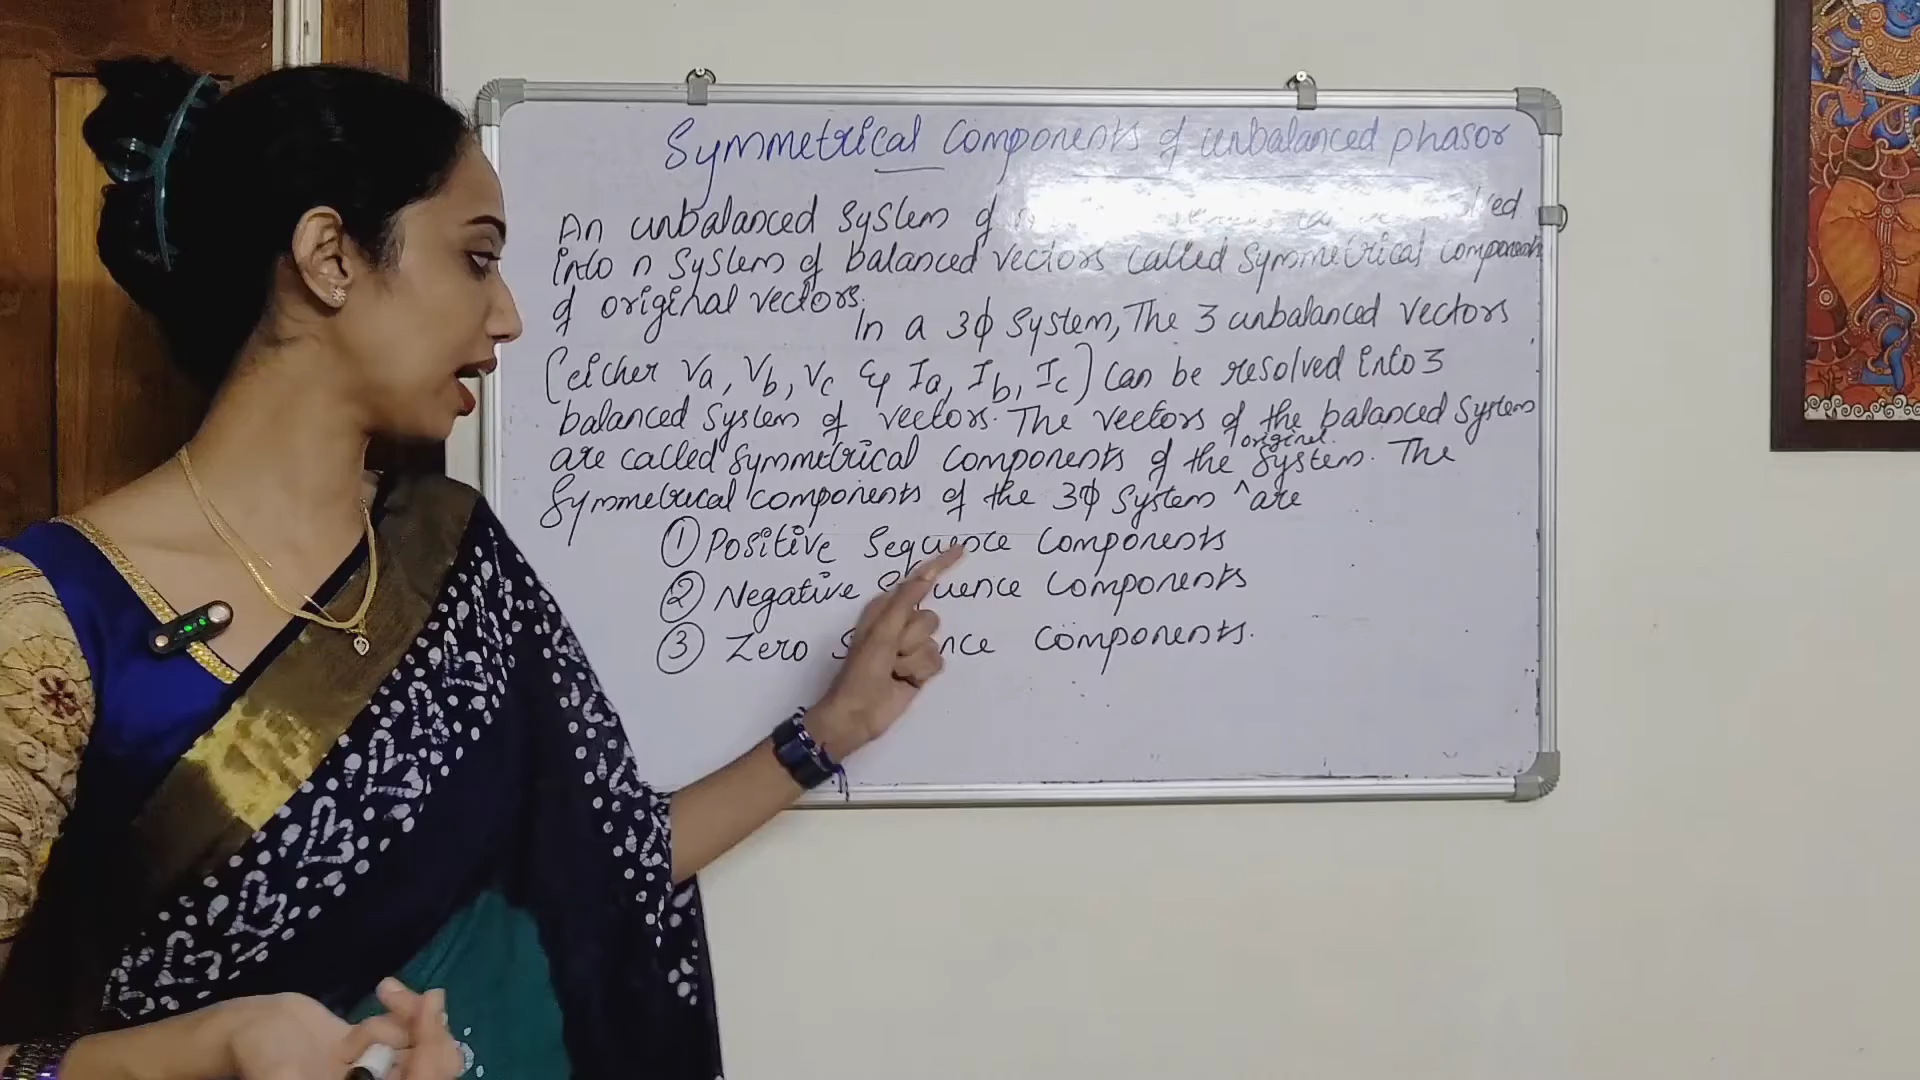 Symmetrical Components of unbalanced phasor
An unbalanced System of
into n System of balanced vectors called Symmetrical components
of original vectors.
In a 3ϕ System, The 3 unbalanced vectors
(either Va, Vb, Vc & Ia, Ib, Ic) can be resolved into 3
balanced System of vectors. The vectors of the balanced System
are called Symmetrical components of the original System. The
Symmetrical components of the 3ϕ System ^ are
① Positive Sequence Components
② Negative Sequence Components
③ Zero Components.